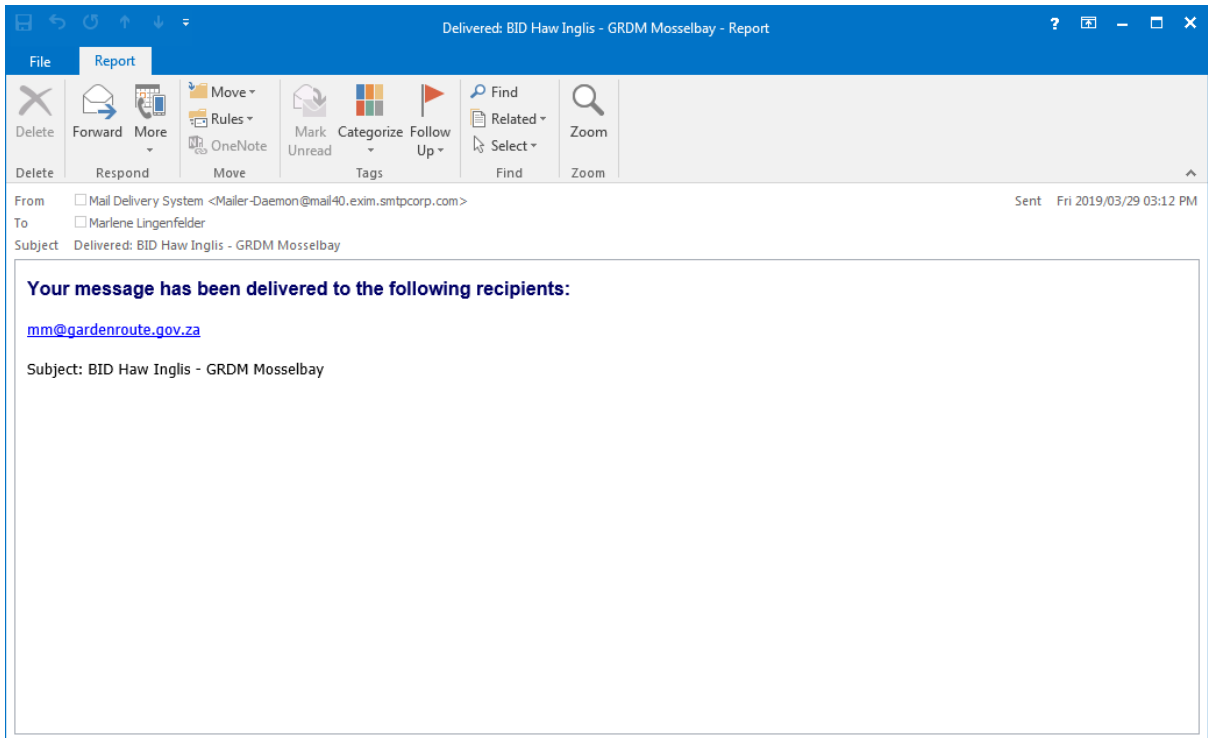 Delivered: BID Haw Inglis - GRDM Mosselbay - Report
?
File Report
Delete
Forward
More
Move
Rules
OneNote
Mark Unread
Categorize
Follow Up
Find
Related
Select
Zoom
Delete Respond Move Tags Find Zoom
From Mail Delivery System <Mailer-Daemon@mail40.exim.smtpcorp.com> Sent Fri 2019/03/29 03:12 PM
To Marlene Lingenfelder
Subject Delivered: BID Haw Inglis - GRDM Mosselbay
Your message has been delivered to the following recipients:
mm@gardenroute.gov.za
Subject: BID Haw Inglis - GRDM Mosselbay